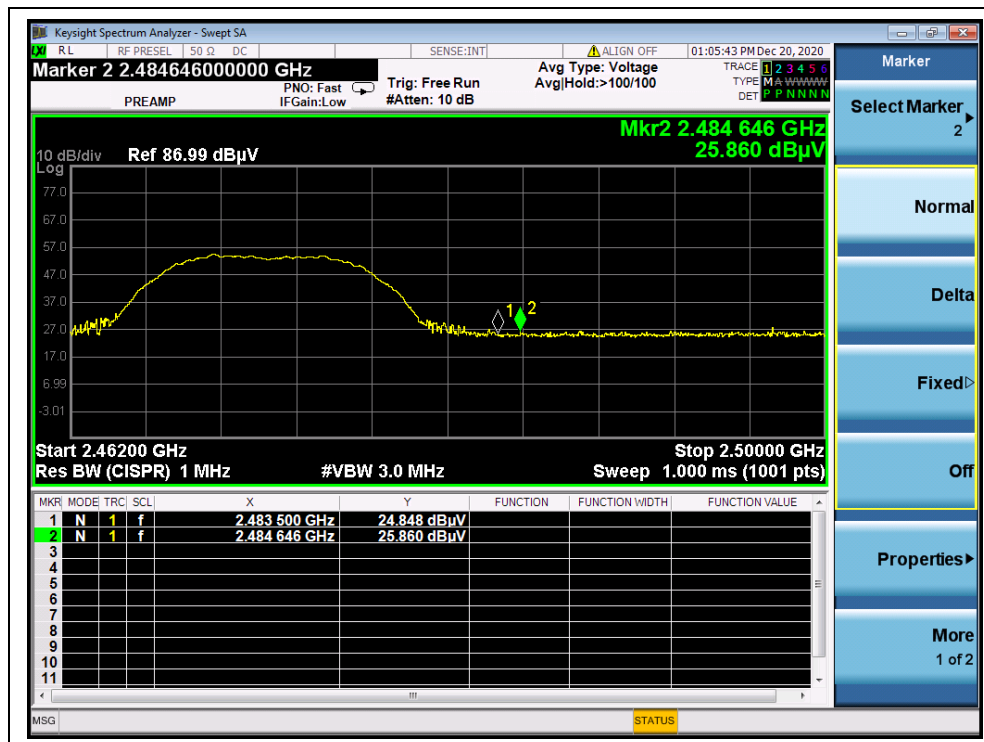 Keysight Spectrum Analyzer - Swept SA
LXI RL RF PRESEL 50 Ω DC SENSE:INT ALIGN OFF 01:05:43 PM Dec 20, 2020
Marker 2 2.484646000000 GHz
PREAMP
PNO: Fast
IFGain:Low
Trig: Free Run
#Atten: 10 dB
Avg Type: Voltage
Avg|Hold:>100/100
TRACE 1 2 3 4 5 6
TYPE M A W W W W
DET P P N N N N
Mkr2 2.484 646 GHz
25.860 dBµV
10 dB/div Ref 86.99 dBµV
Log
77.0
67.0
57.0
47.0
37.0
27.0
17.0
6.99
-3.01
1
2
Start 2.46200 GHz Stop 2.50000 GHz
Res BW (CISPR) 1 MHz #VBW 3.0 MHz Sweep 1.000 ms (1001 pts)
MKR MODE TRC SCL X Y FUNCTION FUNCTION WIDTH FUNCTION VALUE
1 N 1 f 2.483 500 GHz 24.848 dBµV
2 N 1 f 2.484 646 GHz 25.860 dBµV
3
4
5
6
7
8
9
10
11
MSG STATUS
Marker
Select Marker
2
Normal
Delta
Fixed
Off
Properties
More
1 of 2